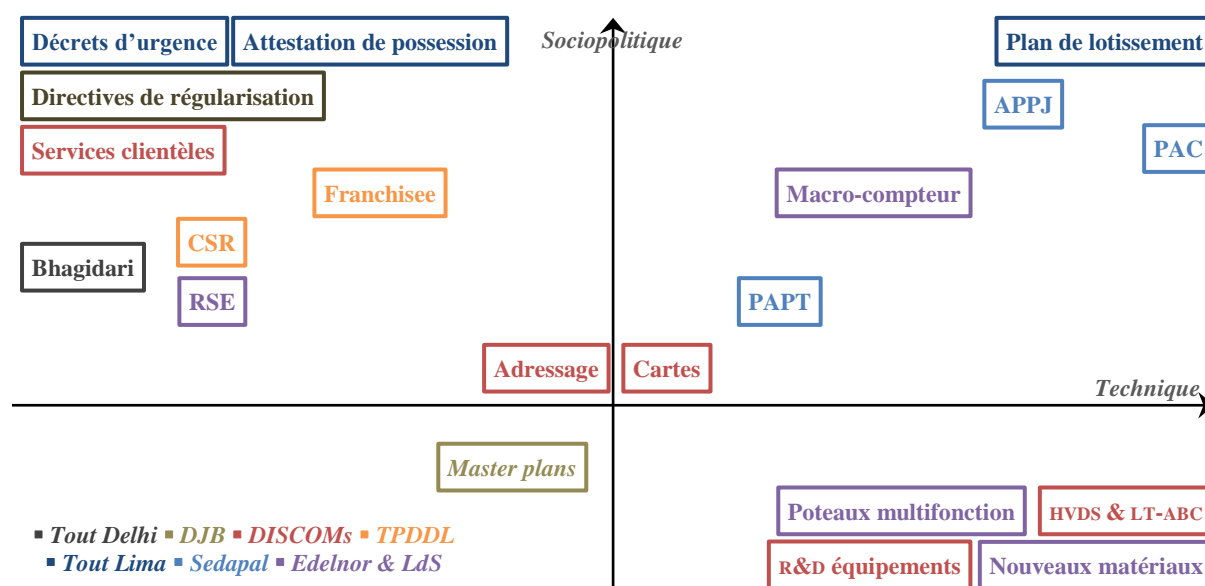 Décrets d’urgence
Attestation de possession
Sociopolitique
Plan de lotissement
Directives de régularisation
APPJ
Services clientèles
PAC
Franchisee
Macro-compteur
CSR
Bhagidari
RSE
PAPT
Adressage
Cartes
Technique
Master plans
Poteaux multifonction
HVDS & LT-ABC
R&D équipements
Nouveaux matériaux
▪ Tout Delhi ▪ DJB ▪ DISCOMs ▪ TPDDL
▪ Tout Lima ▪ Sedapal ▪ Edelnor & LdS